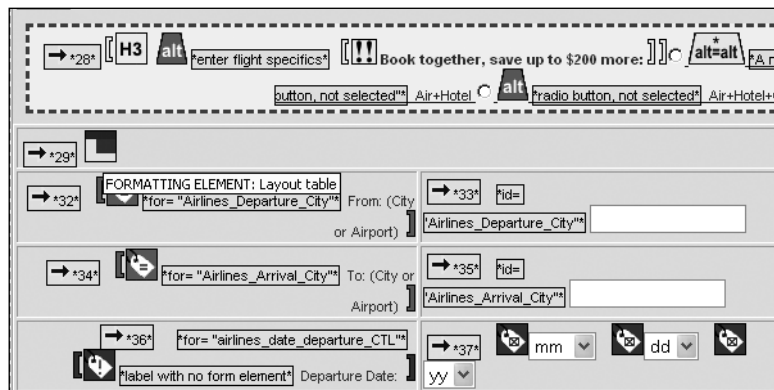 *28* H3 alt *enter flight specifics* !! Book together, save up to $200 more: * alt=alt
button, not selected"* Air+Hotel alt *radio button, not selected* Air+Hotel+
*29*
FORMATTING ELEMENT: Layout table
*32* *for= "Airlines_Departure_City"* From: (City
or Airport)
*33* *id=
'Airlines_Departure_City"*
*34* *for= "Airlines_Arrival_City"* To: (City or
Airport)
*35* *id=
'Airlines_Arrival_City"*
*36* *for= "airlines_date_departure_CTL"*
*label with no form element* Departure Date:
*37* mm dd
yy